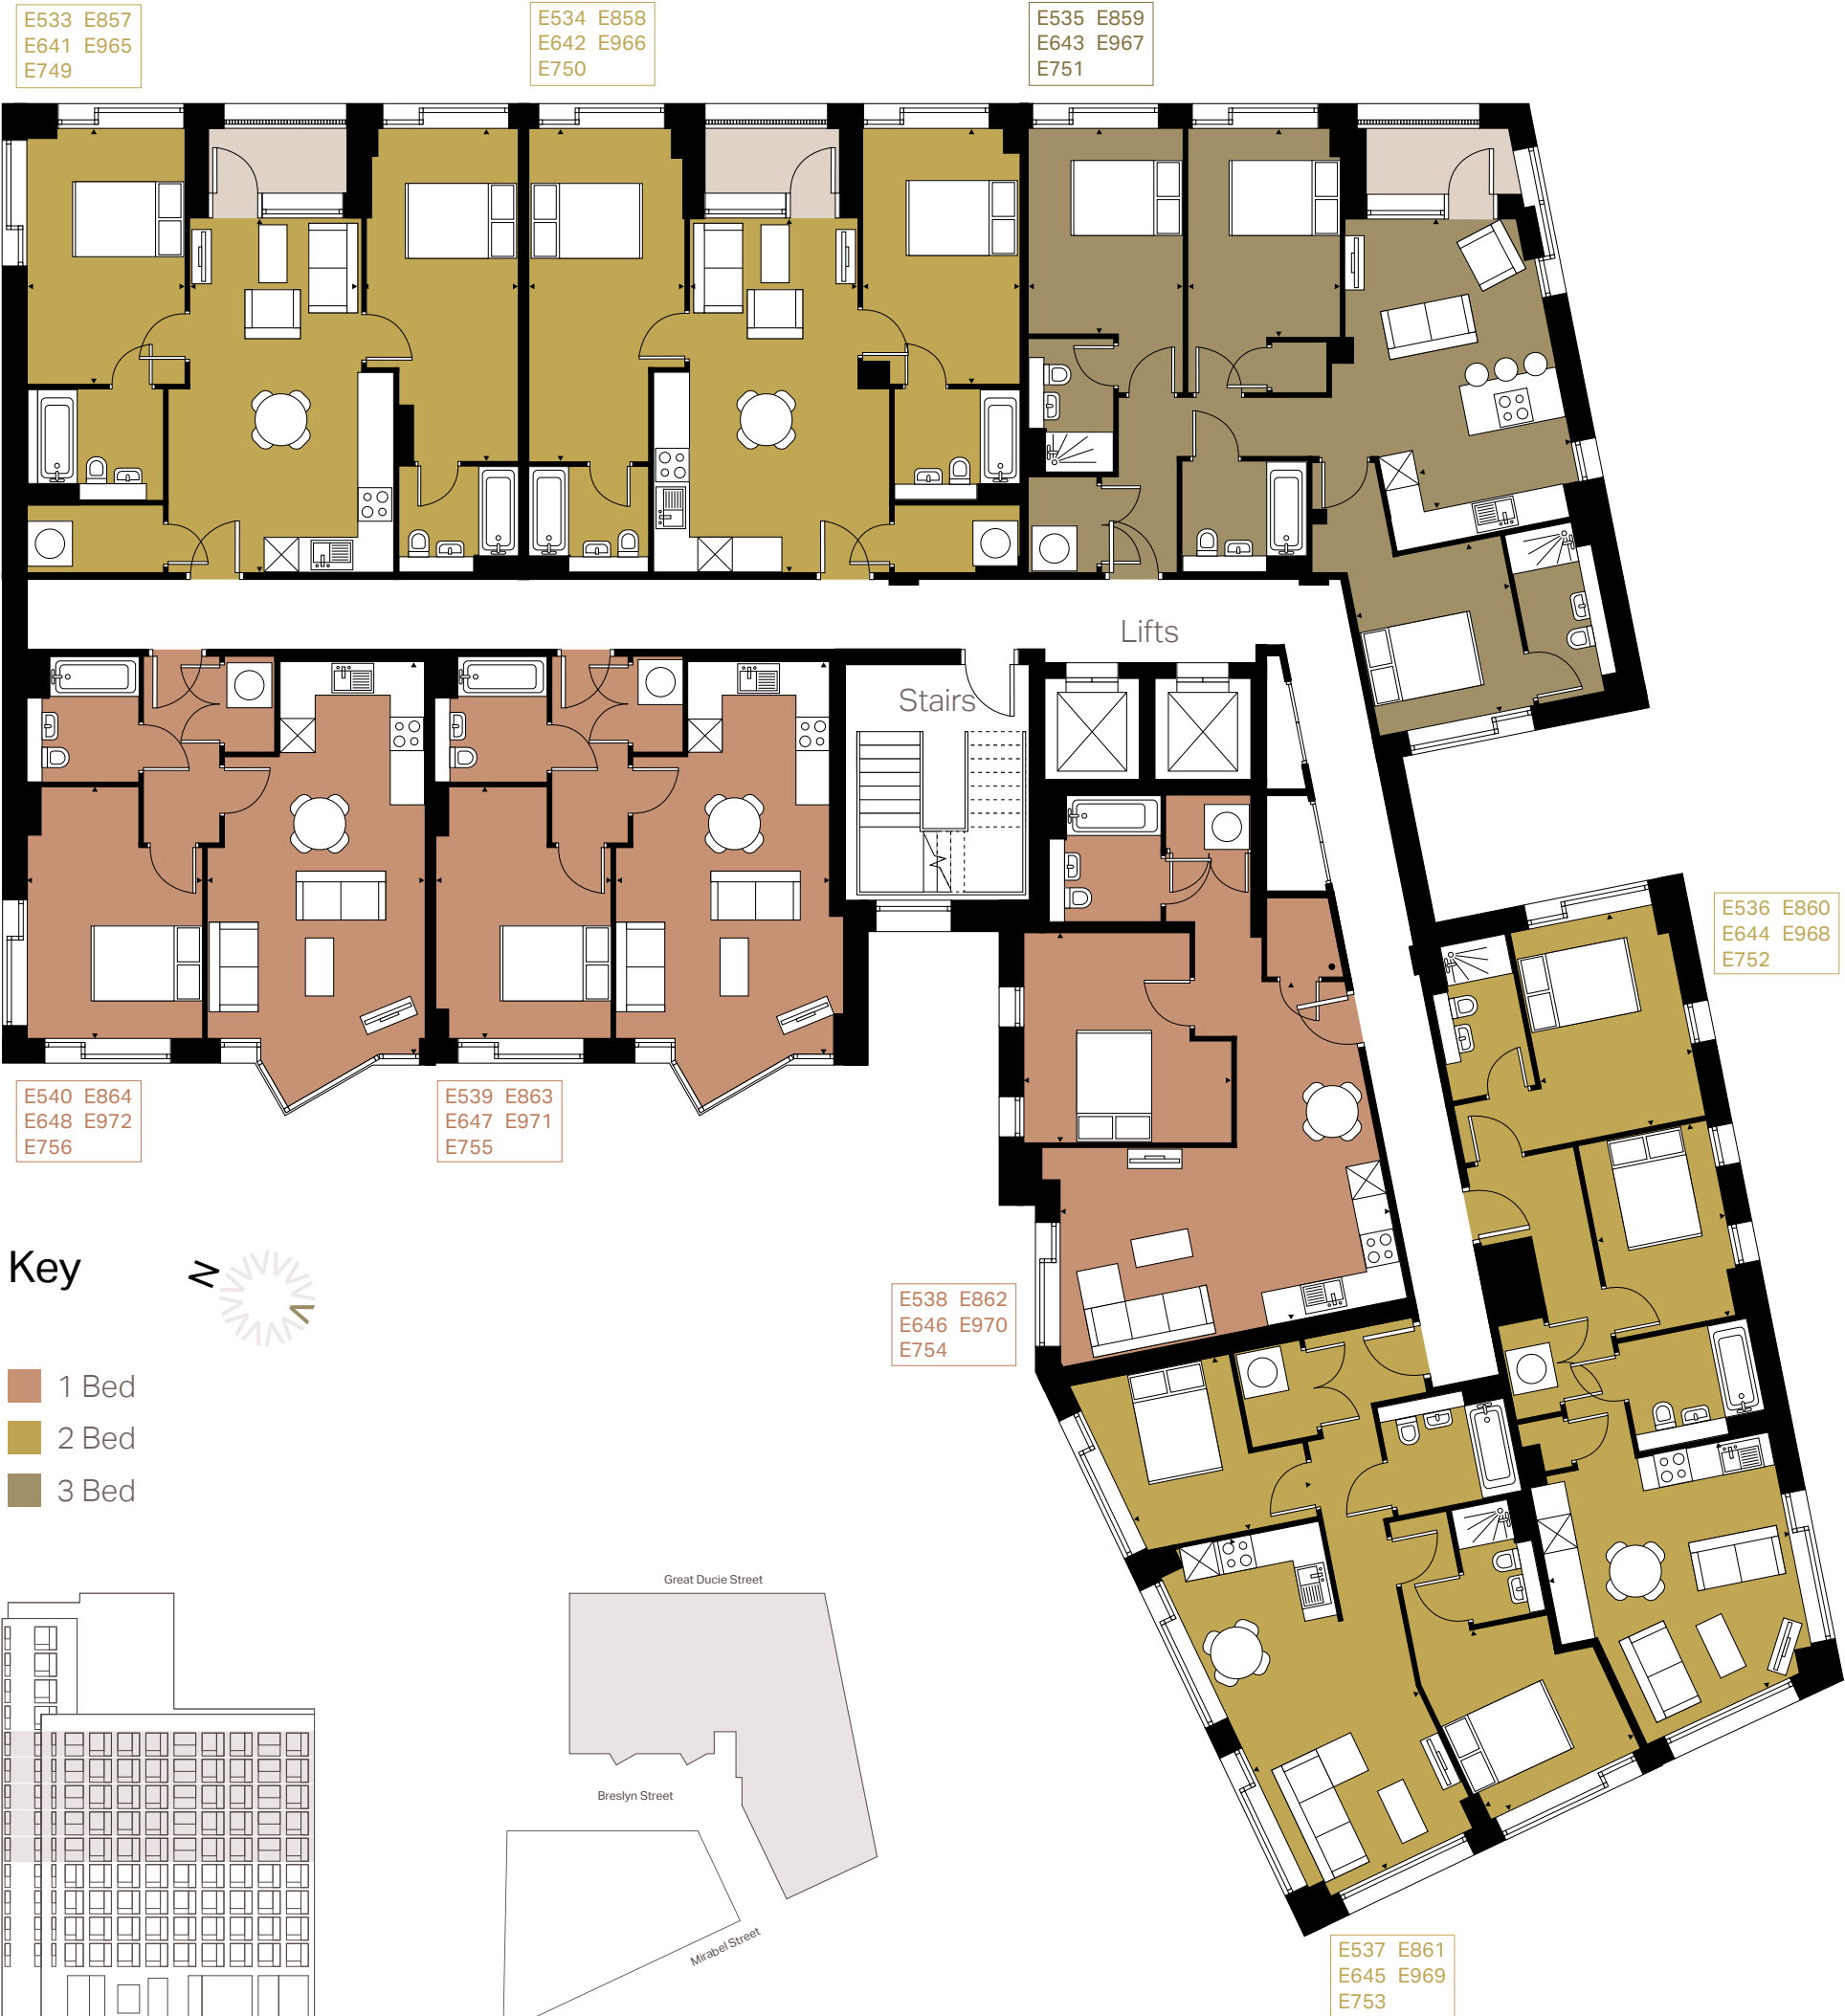 E533 E857
E641 E965
E749
E534 E858
E642 E966
E750
E535 E859
E643 E967
E751
Lifts
Stairs
E536 E860
E644 E968
E752
E540 E864
E648 E972
E756
E539 E863
E647 E971
E755
E538 E862
E646 E970
E754
Key
N
1 Bed
2 Bed
3 Bed
Great Ducie Street
Breslyn Street
Mirabel Street
E537 E861
E645 E969
E753